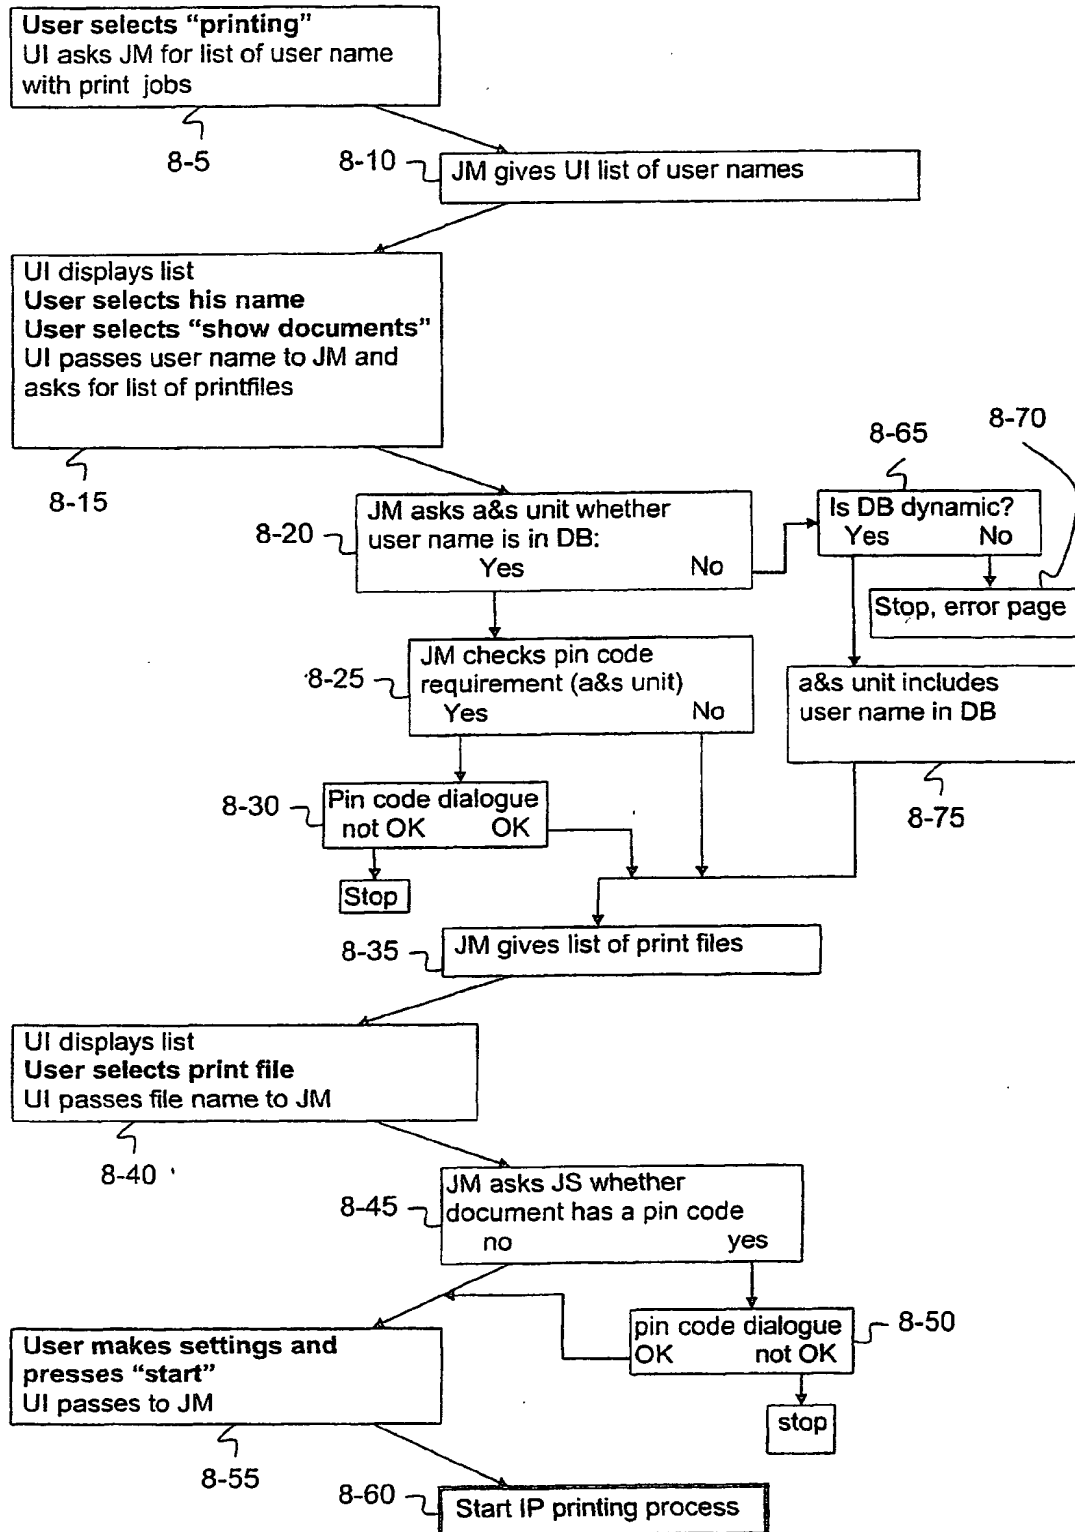 User selects “printing”
UI asks JM for list of user name
with print jobs
8-5
8-10
JM gives UI list of user names
UI displays list
User selects his name
User selects “show documents”
UI passes user name to JM and
asks for list of printfiles
8-15
8-20
JM asks a&s unit whether
user name is in DB:
Yes No
8-65
8-70
Is DB dynamic?
Yes No
Stop, error page
8-25
JM checks pin code
requirement (a&s unit)
Yes No
a&s unit includes
user name in DB
8-75
8-30
Pin code dialogue
not OK OK
Stop
8-35
JM gives list of print files
UI displays list
User selects print file
UI passes file name to JM
8-40
8-45
JM asks JS whether
document has a pin code
no yes
8-50
pin code dialogue
OK not OK
stop
User makes settings and
presses “start”
UI passes to JM
8-55
8-60
Start IP printing process